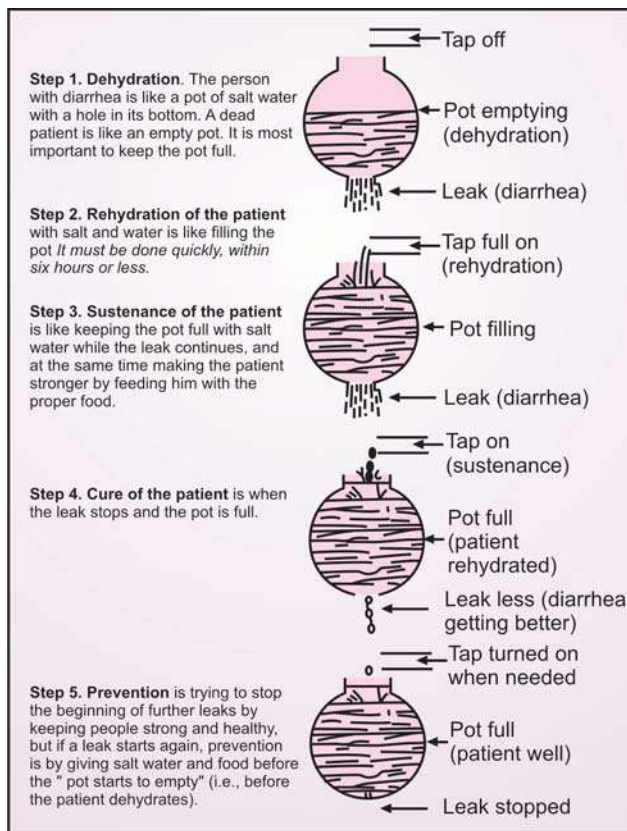 Tap off
Step 1. Dehydration. The person
with diarrhea is like a pot of salt water
with a hole in its bottom. A dead
patient is like an empty pot. It is most
important to keep the pot full.
Pot emptying
(dehydration)
Leak (diarrhea)
Step 2. Rehydration of the patient
with salt and water is like filling the
pot It must be done quickly, within
six hours or less.
Tap full on
(rehydration)
Step 3. Sustenance of the patient
is like keeping the pot full with salt
water while the leak continues, and
at the same time making the patient
stronger by feeding him with the
proper food.
Pot filling
Leak (diarrhea)
Tap on
(sustenance)
Step 4. Cure of the patient is when
the leak stops and the pot is full.
Pot full
(patient
rehydrated)
Leak less (diarrhea
getting better)
Tap turned on
when needed
Step 5. Prevention is trying to stop
the beginning of further leaks by
keeping people strong and healthy,
but if a leak starts again, prevention
is by giving salt water and food before
the " pot starts to empty" (i.e., before
the patient dehydrates).
Pot full
(patient well)
Leak stopped